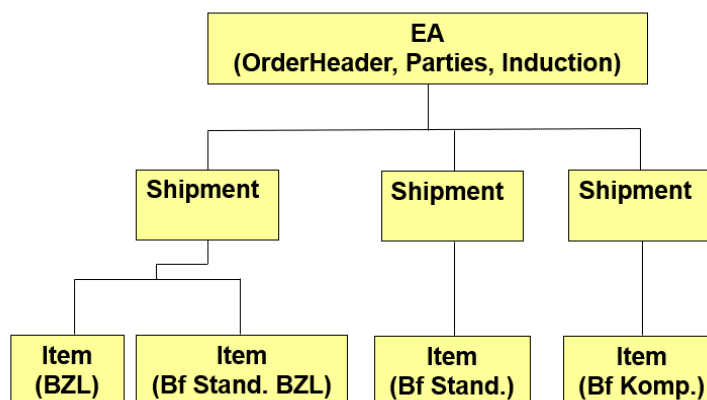 EA
(OrderHeader, Parties, Induction)
Shipment
Shipment
Shipment
Item
(BZL)
Item
(Bf Stand. BZL)
Item
(Bf Stand.)
Item
(Bf Komp.)